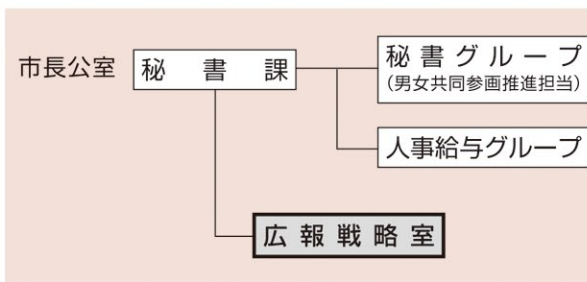 市長公室
秘書課
秘書グループ
(男女共同参画推進担当)
人事給与グループ
広報戦略室